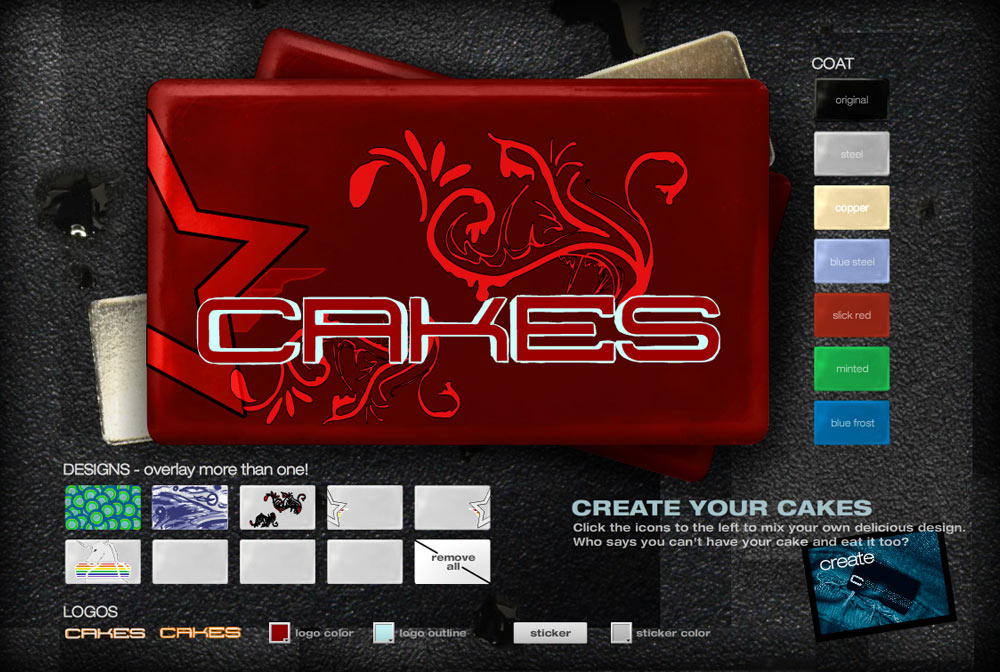 COAT
original
steel
copper
blue steel
slick red
minted
blue frost
CAKES
DESIGNS - overlay more than one!
remove
all
CREATE YOUR CAKES
Click the icons to the left to mix your own delicious design.
Who says you can't have your cake and eat it too?
create
LOGOS
CAKES CAKES logo color logo outline sticker sticker color